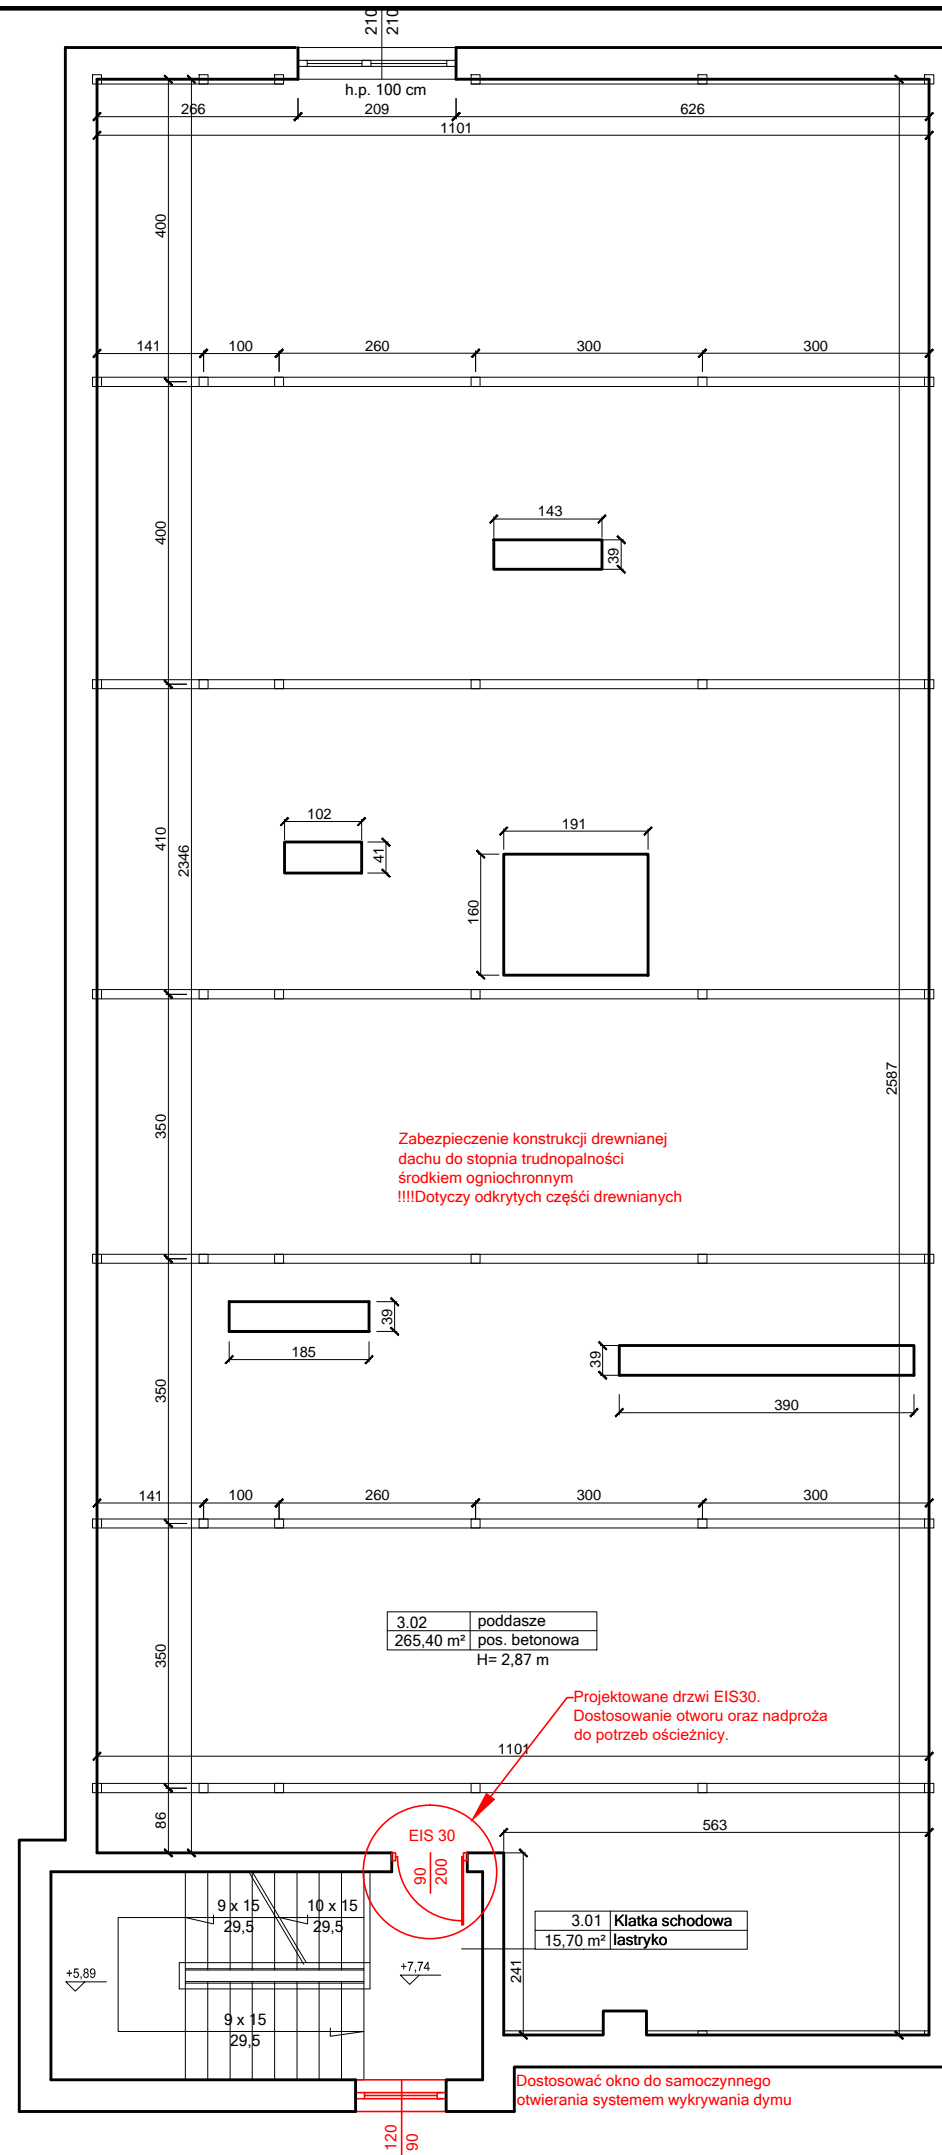 210
210
h.p. 100 cm
266
209
626
1101
400
141
100
260
300
300
400
143
39
410
2346
102
41
191
160
2587
350
Zabezpieczenie konstrukcji drewnianej
dachu do stopnia trudnopalności
środkiem ogniochronnym
!!!!Dotyczy odkrytych częśći drewnianych
39
185
350
39
390
141
100
260
300
300
3.02 poddasze
265,40 m² pos. betonowa
H= 2,87 m
350
Projektowane drzwi EIS30.
Dostosowanie otworu oraz nadproża
do potrzeb ościeżnicy.
1101
86
EIS 30
90
200
563
9 x 15
29,5
10 x 15
29,5
3.01 Klatka schodowa
15,70 m² lastryko
+5,89
+7,74
241
9 x 15
29,5
Dostosować okno do samoczynnego
otwierania systemem wykrywania dymu
120
90